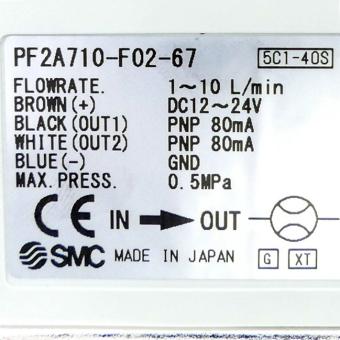 PF2A710-F02-67 5C1-40S
FLOWRATE. 1~10 L/min
BROWN(+) DC12~24V
BLACK(OUT1) PNP 80mA
WHITE(OUT2) PNP 80mA
BLUE(-) GND
MAX. PRESS. 0.5MPa
CE IN OUT
SMC MADE IN JAPAN G XT